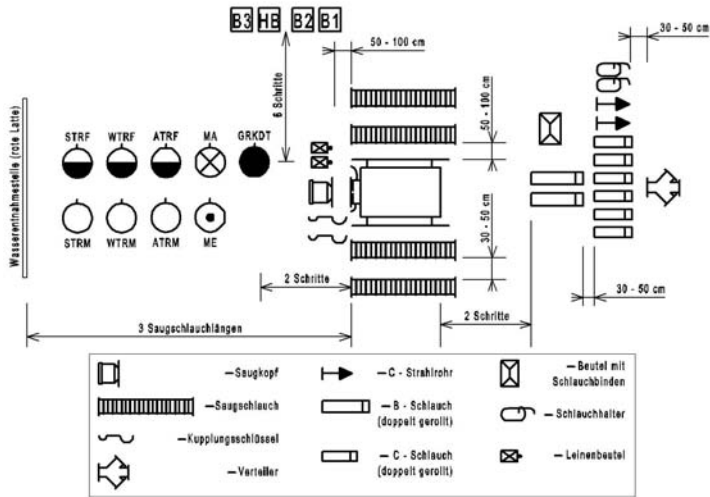 B3 HB B2 B1
50 - 100 cm
30 - 50 cm
6 Schritte
50 - 100 cm
STRF WTRF ATRF MA GRKDT
Wasserentnahmestelle (rote Latte)
STRM WTRM ATRM ME
30 - 50 cm
2 Schritte
30 - 50 cm
3 Saugschlauchlängen
2 Schritte
—Saugkopf
—Saugschlauch
—Kupplungsschlüssel
—Verteiler
—C - Strahlrohr
—B - Schlauch
(doppelt gerollt)
—C - Schlauch
(doppelt gerollt)
—Beutel mit
Schlauchbinden
—Schlauchhalter
—Leinenbeutel